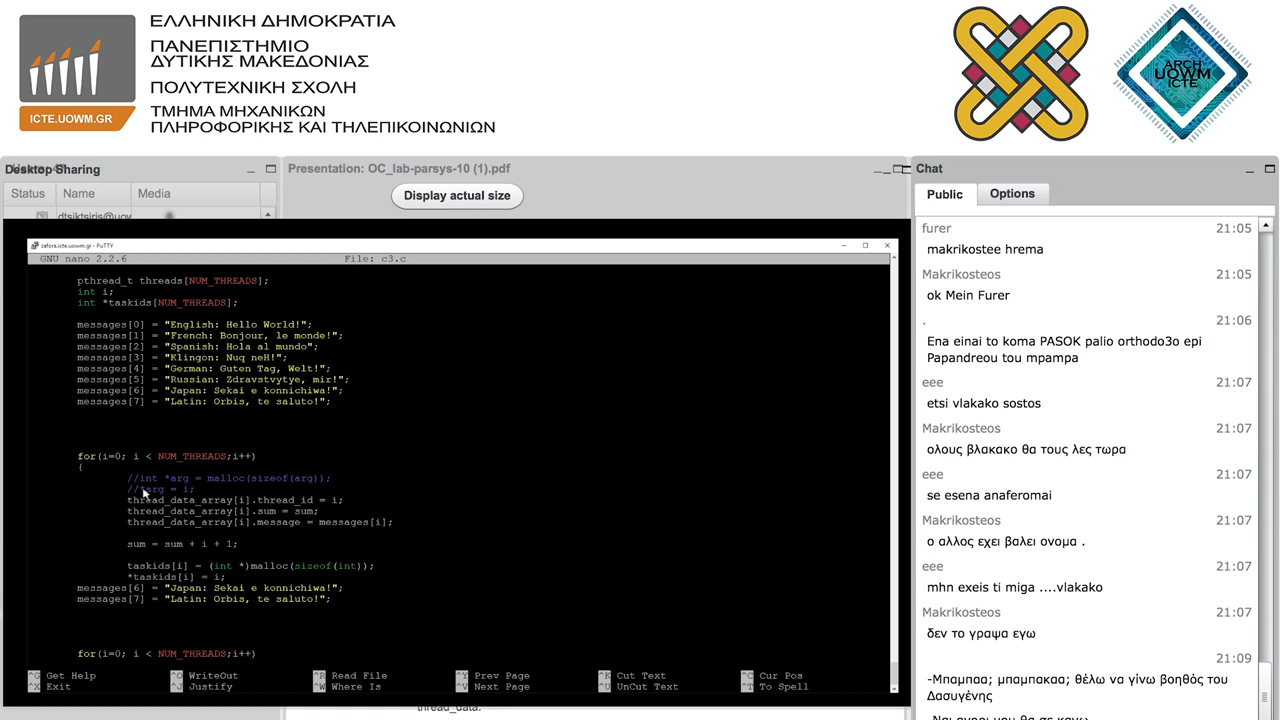 ΕΛΛΗΝΙΚΗ ΔΗΜΟΚΡΑΤΙΑ
ΠΑΝΕΠΙΣΤΗΜΙΟ
ΔΥΤΙΚΗΣ ΜΑΚΕΔΟΝΙΑΣ
ΠΟΛΥΤΕΧΝΙΚΗ ΣΧΟΛΗ
ΤΜΗΜΑ ΜΗΧΑΝΙΚΩΝ
ΠΛΗΡΟΦΟΡΙΚΗΣ ΚΑΙ ΤΗΛΕΠΙΚΟΙΝΩΝΙΩΝ
ICTE.UOWM.GR
ARCH
UOWM
ICTE
Desktop Sharing
Status Name Media
Presentation: OC_lab-parsys-10 (1).pdf
Display actual size
zafora.icte.uowm.gr - PuTTY
GNU nano 2.2.6 File: c3.c
pthread_t threads[NUM_THREADS];
int i;
int *taskids[NUM_THREADS];
messages[0] = "English: Hello World!";
messages[1] = "French: Bonjour, le monde!";
messages[2] = "Spanish: Hola al mundo";
messages[3] = "Klingon: Nuq neH!";
messages[4] = "German: Guten Tag, Welt!";
messages[5] = "Russian: Zdravstvytye, mir!";
messages[6] = "Japan: Sekai e konnichiwa!";
messages[7] = "Latin: Orbis, te saluto!";
for(i=0; i < NUM_THREADS;i++)
{
//int *arg = malloc(sizeof(arg));
//*arg = i;
thread_data_array[i].thread_id = i;
thread_data_array[i].sum = sum;
thread_data_array[i].message = messages[i];
sum = sum + i + 1;
taskids[i] = (int *)malloc(sizeof(int));
*taskids[i] = i;
messages[6] = "Japan: Sekai e konnichiwa!";
messages[7] = "Latin: Orbis, te saluto!";
for(i=0; i < NUM_THREADS;i++)
^G Get Help ^O WriteOut ^R Read File ^Y Prev Page ^K Cut Text ^C Cur Pos
^X Exit ^J Justify ^W Where Is ^V Next Page ^U UnCut Text ^T To Spell
thread_data.
Chat
Public Options
furer 21:05
makrikostee hrema
Makrikosteos 21:05
ok Mein Furer
. 21:06
Ena einai to koma PASOK palio orthodo3o epi
Papandreou tou mpampa
eee 21:07
etsi vlakako sostos
Makrikosteos 21:07
ολους βλακακο θα τους λες τωρα
eee 21:07
se esena anaferomai
Makrikosteos 21:07
ο αλλος εχει βαλει ονομα .
eee 21:07
mhn exeis ti miga ....vlakako
Makrikosteos 21:07
δεν το γραψα εγω
21:09
-Μπαμπαα; μπαμπακαα; θέλω να γίνω βοηθός του
Δασυγένης